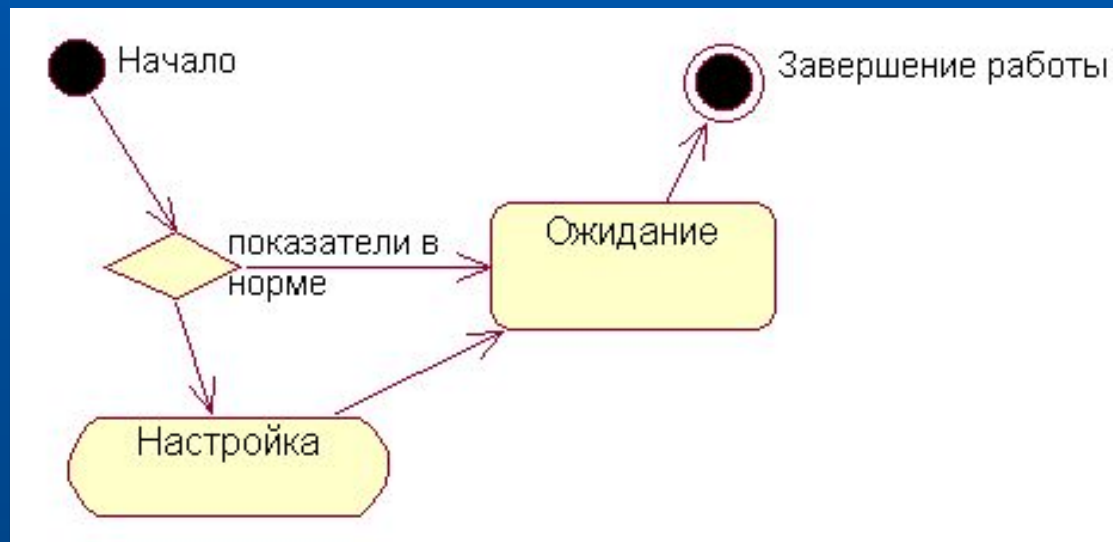 Начало
Завершение работы
показатели в
норме
Ожидание
Настройка